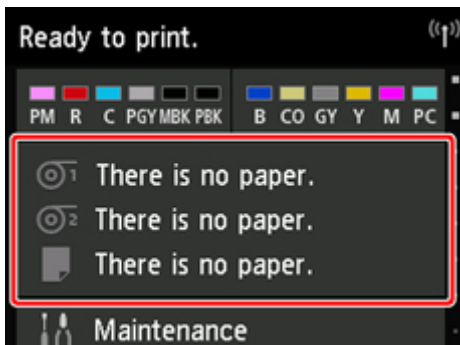 Ready to print.
PM R C PGY MBK PBK B CO GY Y M PC
1 There is no paper.
2 There is no paper.
There is no paper.
Maintenance